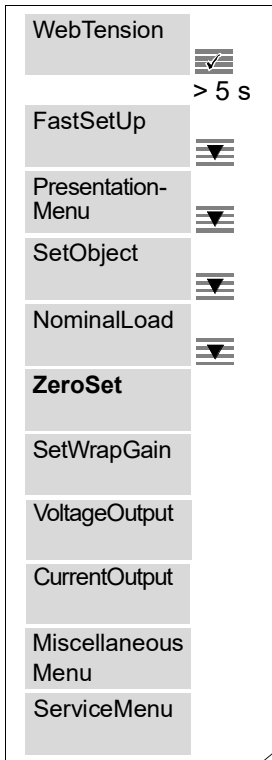 WebTension
> 5 s
FastSetUp
Presentation-
Menu
SetObject
NominalLoad
ZeroSet
SetWrapGain
VoltageOutput
CurrentOutput
Miscellaneous
Menu
ServiceMenu